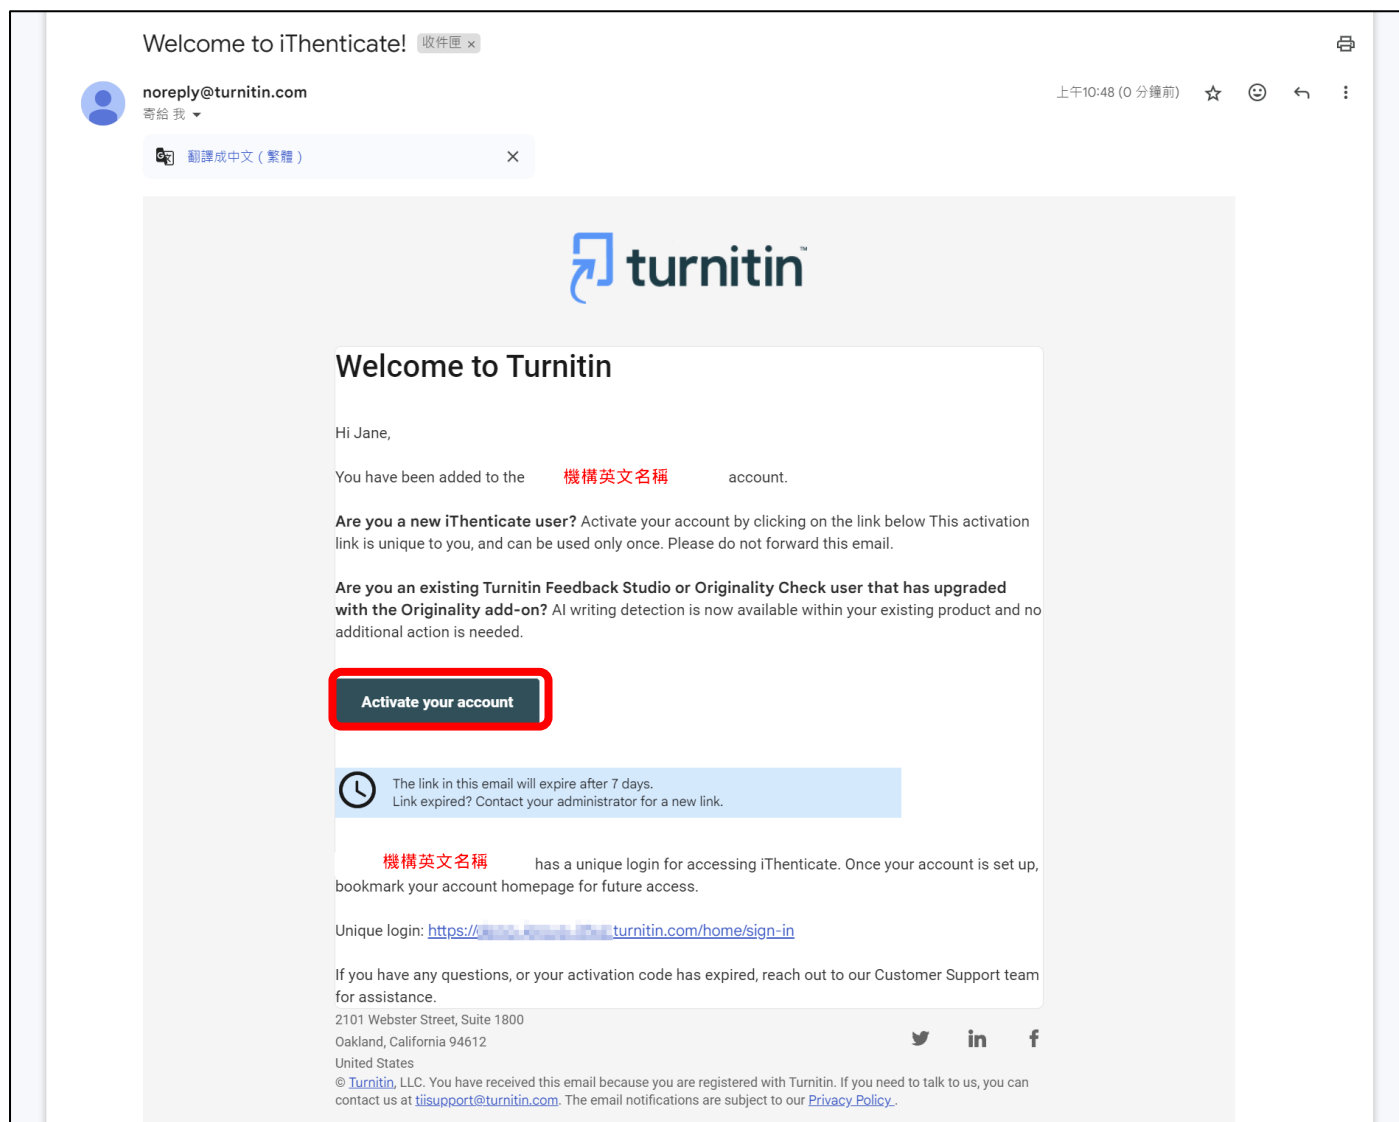 Welcome to iThenticate! 收件匣 ×
noreply@turnitin.com
上午10:48 (0 分鐘前)
寄給 我
翻譯成中文 ( 繁體 )
turnitin™
Welcome to Turnitin
Hi Jane,
You have been added to the 機構英文名稱 account.
Are you a new iThenticate user? Activate your account by clicking on the link below This activation
link is unique to you, and can be used only once. Please do not forward this email.
Are you an existing Turnitin Feedback Studio or Originality Check user that has upgraded
with the Originality add-on? AI writing detection is now available within your existing product and no
additional action is needed.
Activate your account
The link in this email will expire after 7 days.
Link expired? Contact your administrator for a new link.
機構英文名稱 has a unique login for accessing iThenticate. Once your account is set up,
bookmark your account homepage for future access.
Unique login: https:// turnitin.com/home/sign-in
If you have any questions, or your activation code has expired, reach out to our Customer Support team
for assistance.
2101 Webster Street, Suite 1800
Oakland, California 94612
United States
© Turnitin, LLC. You have received this email because you are registered with Turnitin. If you need to talk to us, you can
contact us at tiisupport@turnitin.com. The email notifications are subject to our Privacy Policy .